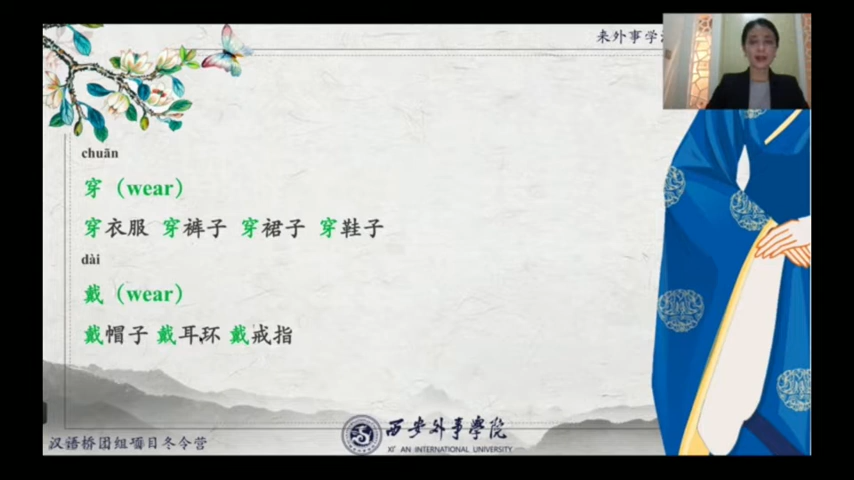 来外事学
chuān
穿（wear）
穿衣服 穿裤子 穿裙子 穿鞋子
dài
戴（wear）
戴帽子 戴耳环 戴戒指
汉语桥团组项目冬令营
西安外事学院
XI' AN INTERNATIONAL UNIVERSITY